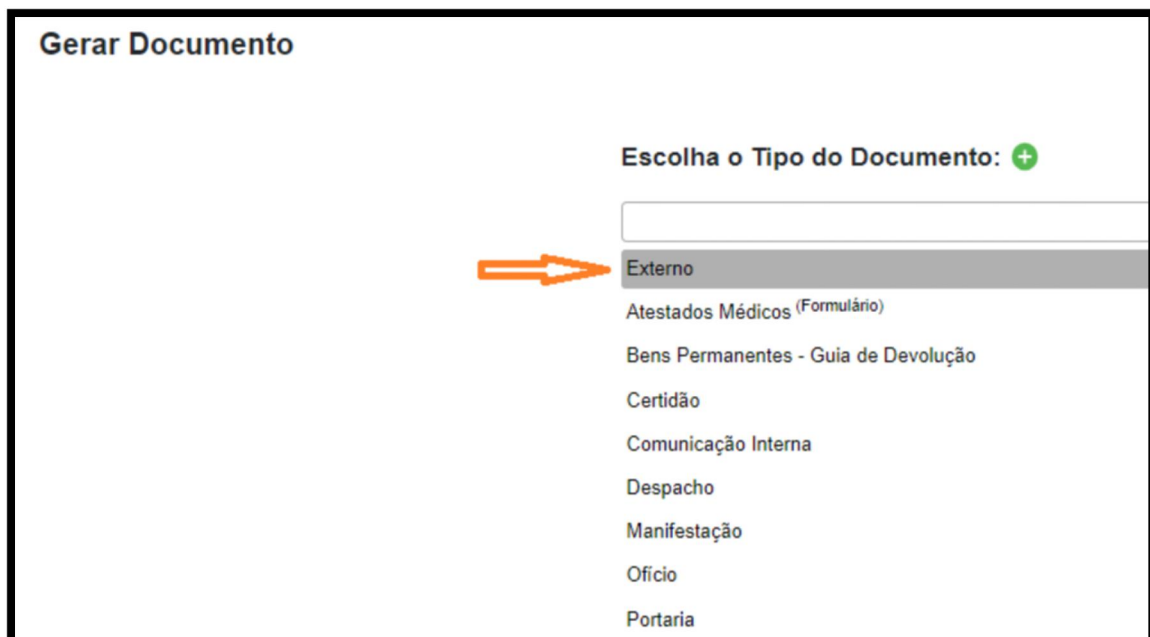 Gerar Documento
Escolha o Tipo do Documento:
Externo
Atestados Médicos (Formulário)
Bens Permanentes - Guia de Devolução
Certidão
Comunicação Interna
Despacho
Manifestação
Ofício
Portaria